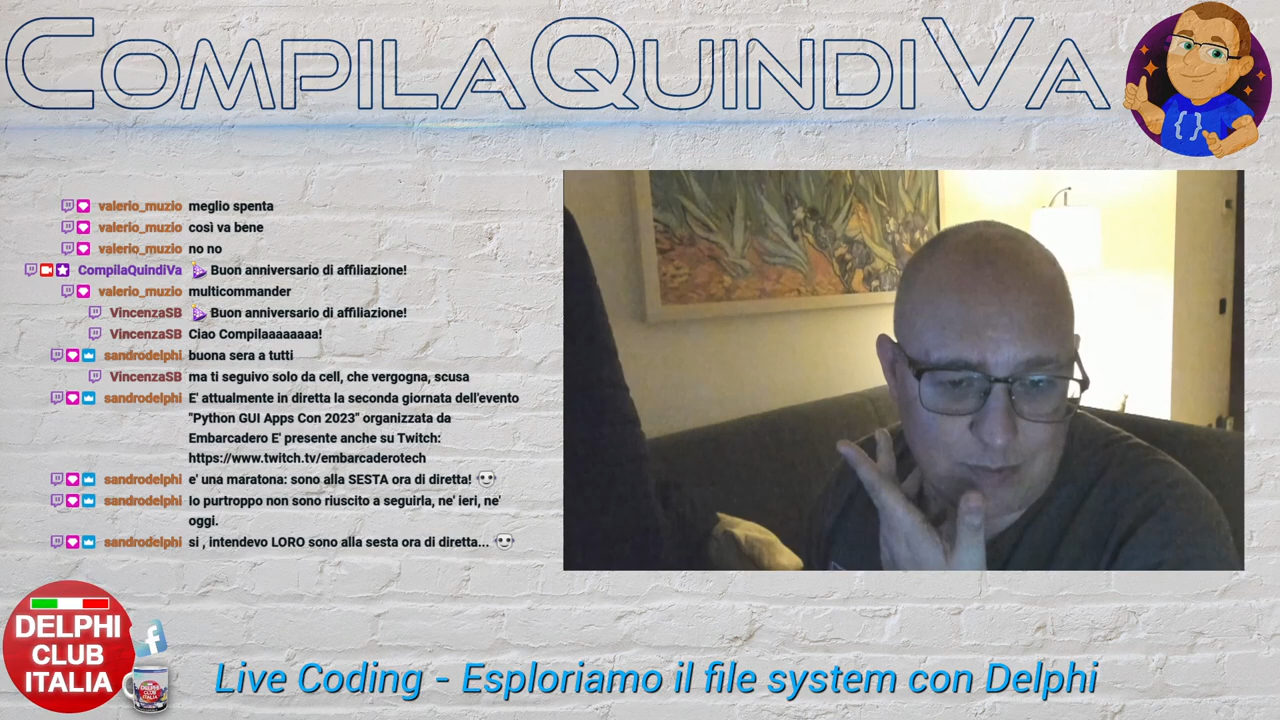 CompilaQuindiVa
{}
valerio_muzio meglio spenta
valerio_muzio così va bene
valerio_muzio no no
CompilaQuindiVa Buon anniversario di affiliazione!
valerio_muzio multicommander
VincenzaSB Buon anniversario di affiliazione!
VincenzaSB Ciao Compilaaaaaaa!
sandrodelphi buona sera a tutti
VincenzaSB ma ti seguivo solo da cell, che vergogna, scusa
sandrodelphi E' attualmente in diretta la seconda giornata dell'evento
"Python GUI Apps Con 2023" organizzata da
Embarcadero E' presente anche su Twitch:
https://www.twitch.tv/embarcaderotech
sandrodelphi e' una maratona: sono alla SESTA ora di diretta!
sandrodelphi Io purtroppo non sono riuscito a seguirla, ne' ieri, ne'
oggi.
sandrodelphi si , intendevo LORO sono alla sesta ora di diretta...
DELPHI
CLUB
ITALIA
f
DELPHI
CLUB
ITALIA
Live Coding - Esploriamo il file system con Delphi